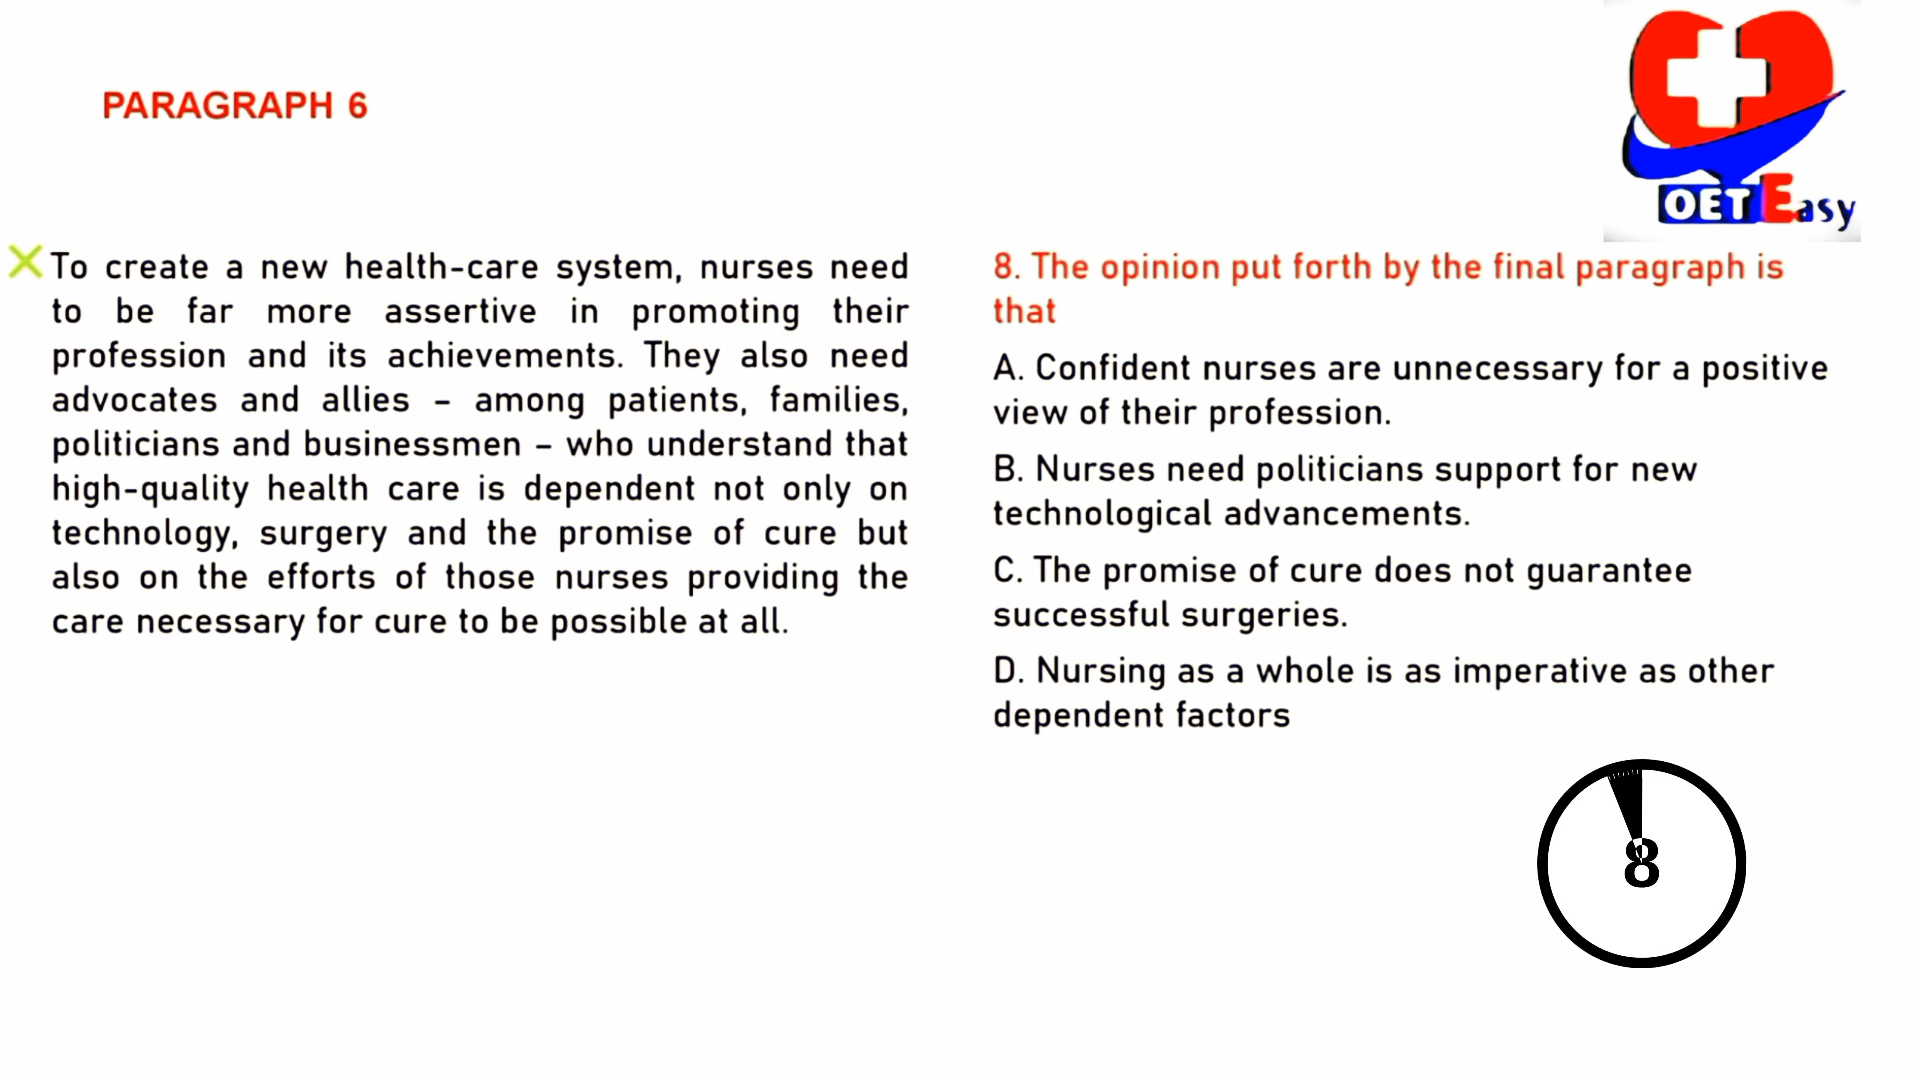 PARAGRAPH 6
OET Easy
To create a new health-care system, nurses need
to be far more assertive in promoting their
profession and its achievements. They also need
advocates and allies – among patients, families,
politicians and businessmen – who understand that
high-quality health care is dependent not only on
technology, surgery and the promise of cure but
also on the efforts of those nurses providing the
care necessary for cure to be possible at all.
8. The opinion put forth by the final paragraph is
that
A. Confident nurses are unnecessary for a positive
view of their profession.
B. Nurses need politicians support for new
technological advancements.
C. The promise of cure does not guarantee
successful surgeries.
D. Nursing as a whole is as imperative as other
dependent factors
8